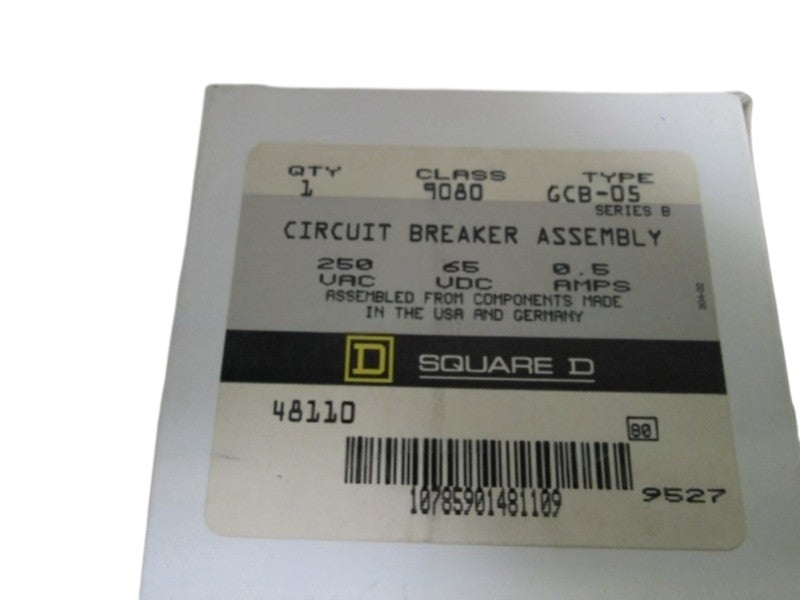 QTY CLASS TYPE
1 9080 GCB-05
SERIES B
CIRCUIT BREAKER ASSEMBLY
250 65 0.5
VAC VDC AMPS
ASSEMBLED FROM COMPONENTS MADE
IN THE USA AND GERMANY
D SQUARE D
48110
80
10785901481109
9527